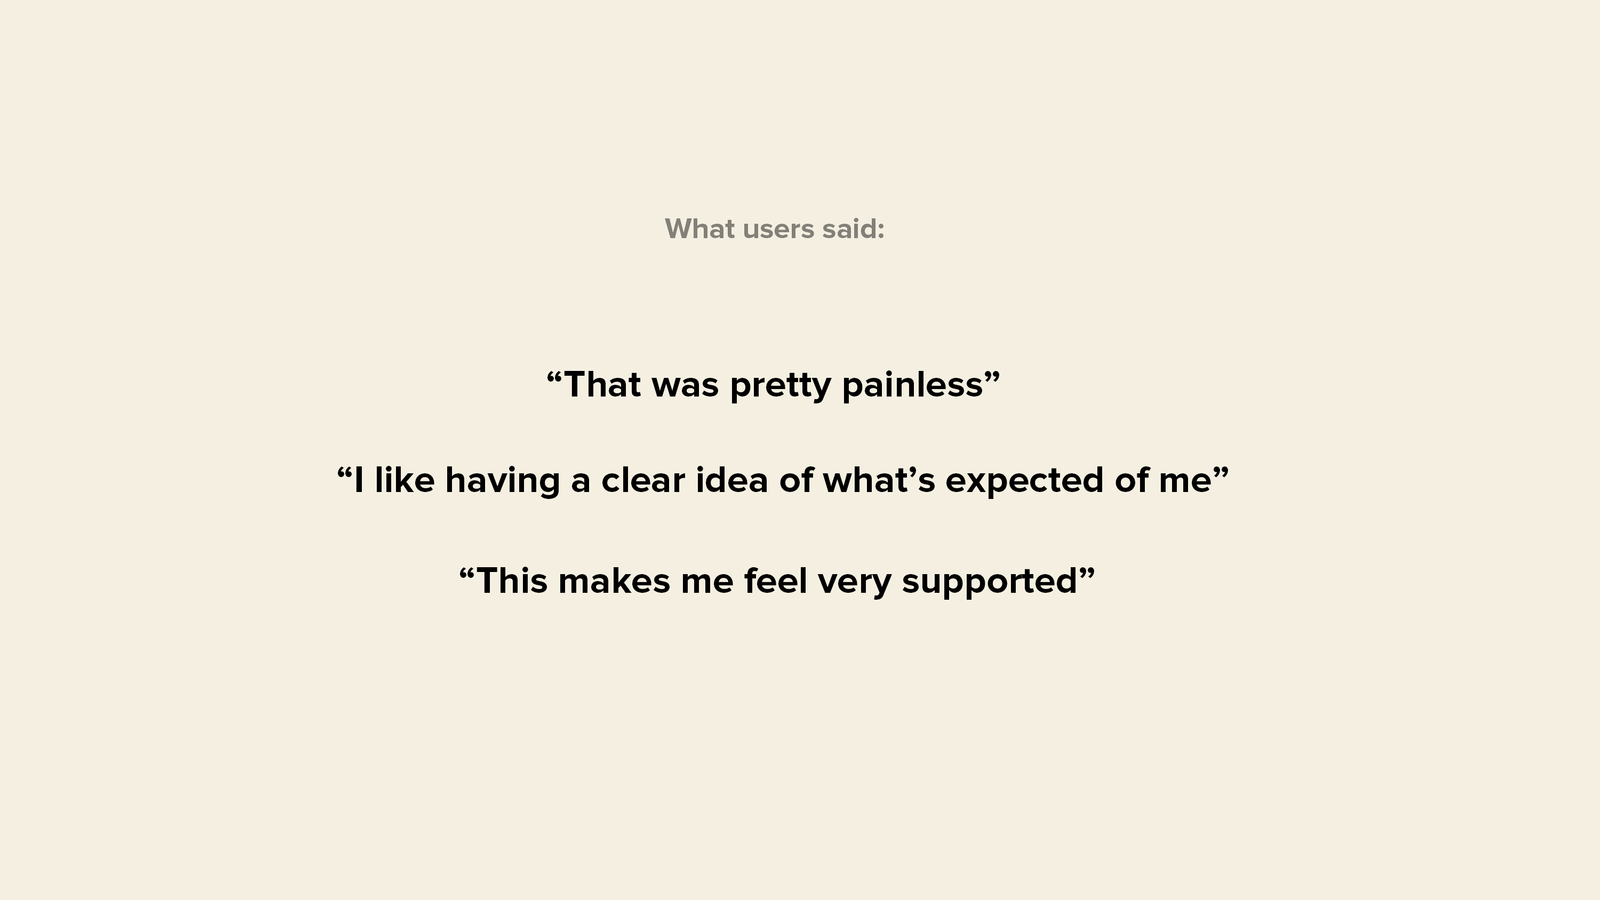 What users said:
“That was pretty painless”
“I like having a clear idea of what’s expected of me”
“This makes me feel very supported”